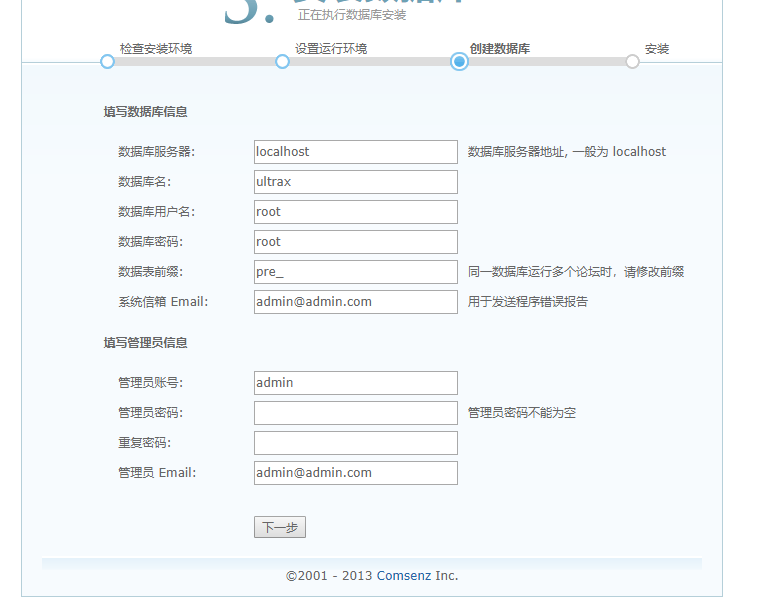 3. 安装数据库
正在执行数据库安装
检查安装环境 设置运行环境 创建数据库 安装
填写数据库信息
数据库服务器: localhost 数据库服务器地址, 一般为 localhost
数据库名: ultrax
数据库用户名: root
数据库密码: root
数据表前缀: pre_ 同一数据库运行多个论坛时，请修改前缀
系统信箱 Email: admin@admin.com 用于发送程序错误报告
填写管理员信息
管理员账号: admin
管理员密码: 管理员密码不能为空
重复密码:
管理员 Email: admin@admin.com
下一步
©2001 - 2013 Comsenz Inc.